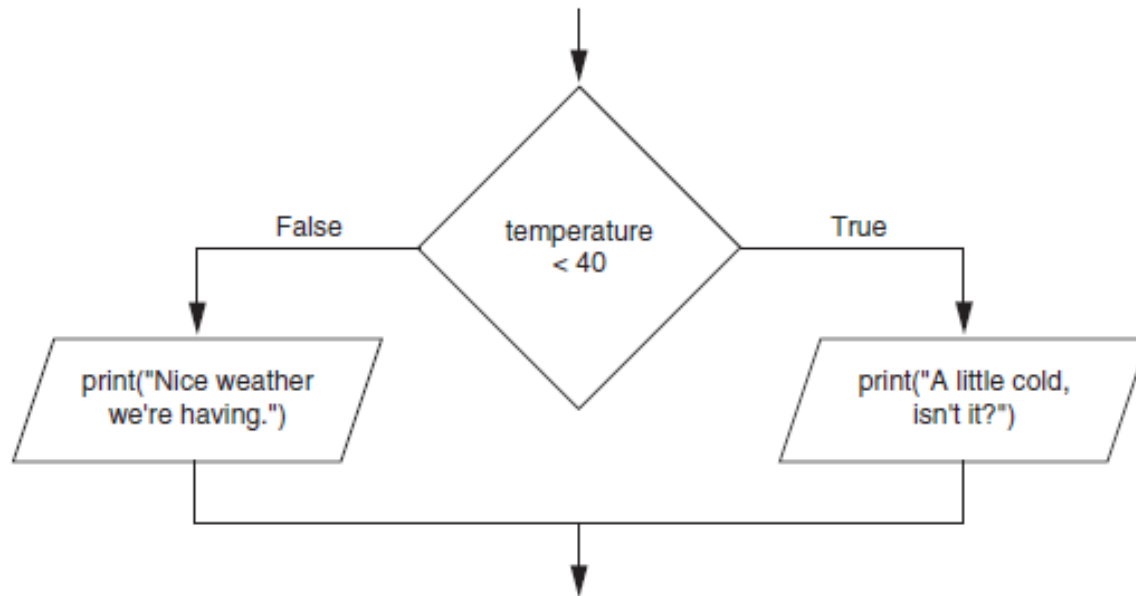 False
temperature
< 40
True
print("Nice weather
we're having.")
print("A little cold,
isn't it?")